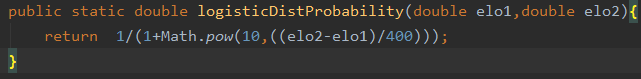 public static double logisticDistProbability(double elo1,double elo2){
return  1/(1+Math.pow(10,((elo2-elo1)/400)));
}